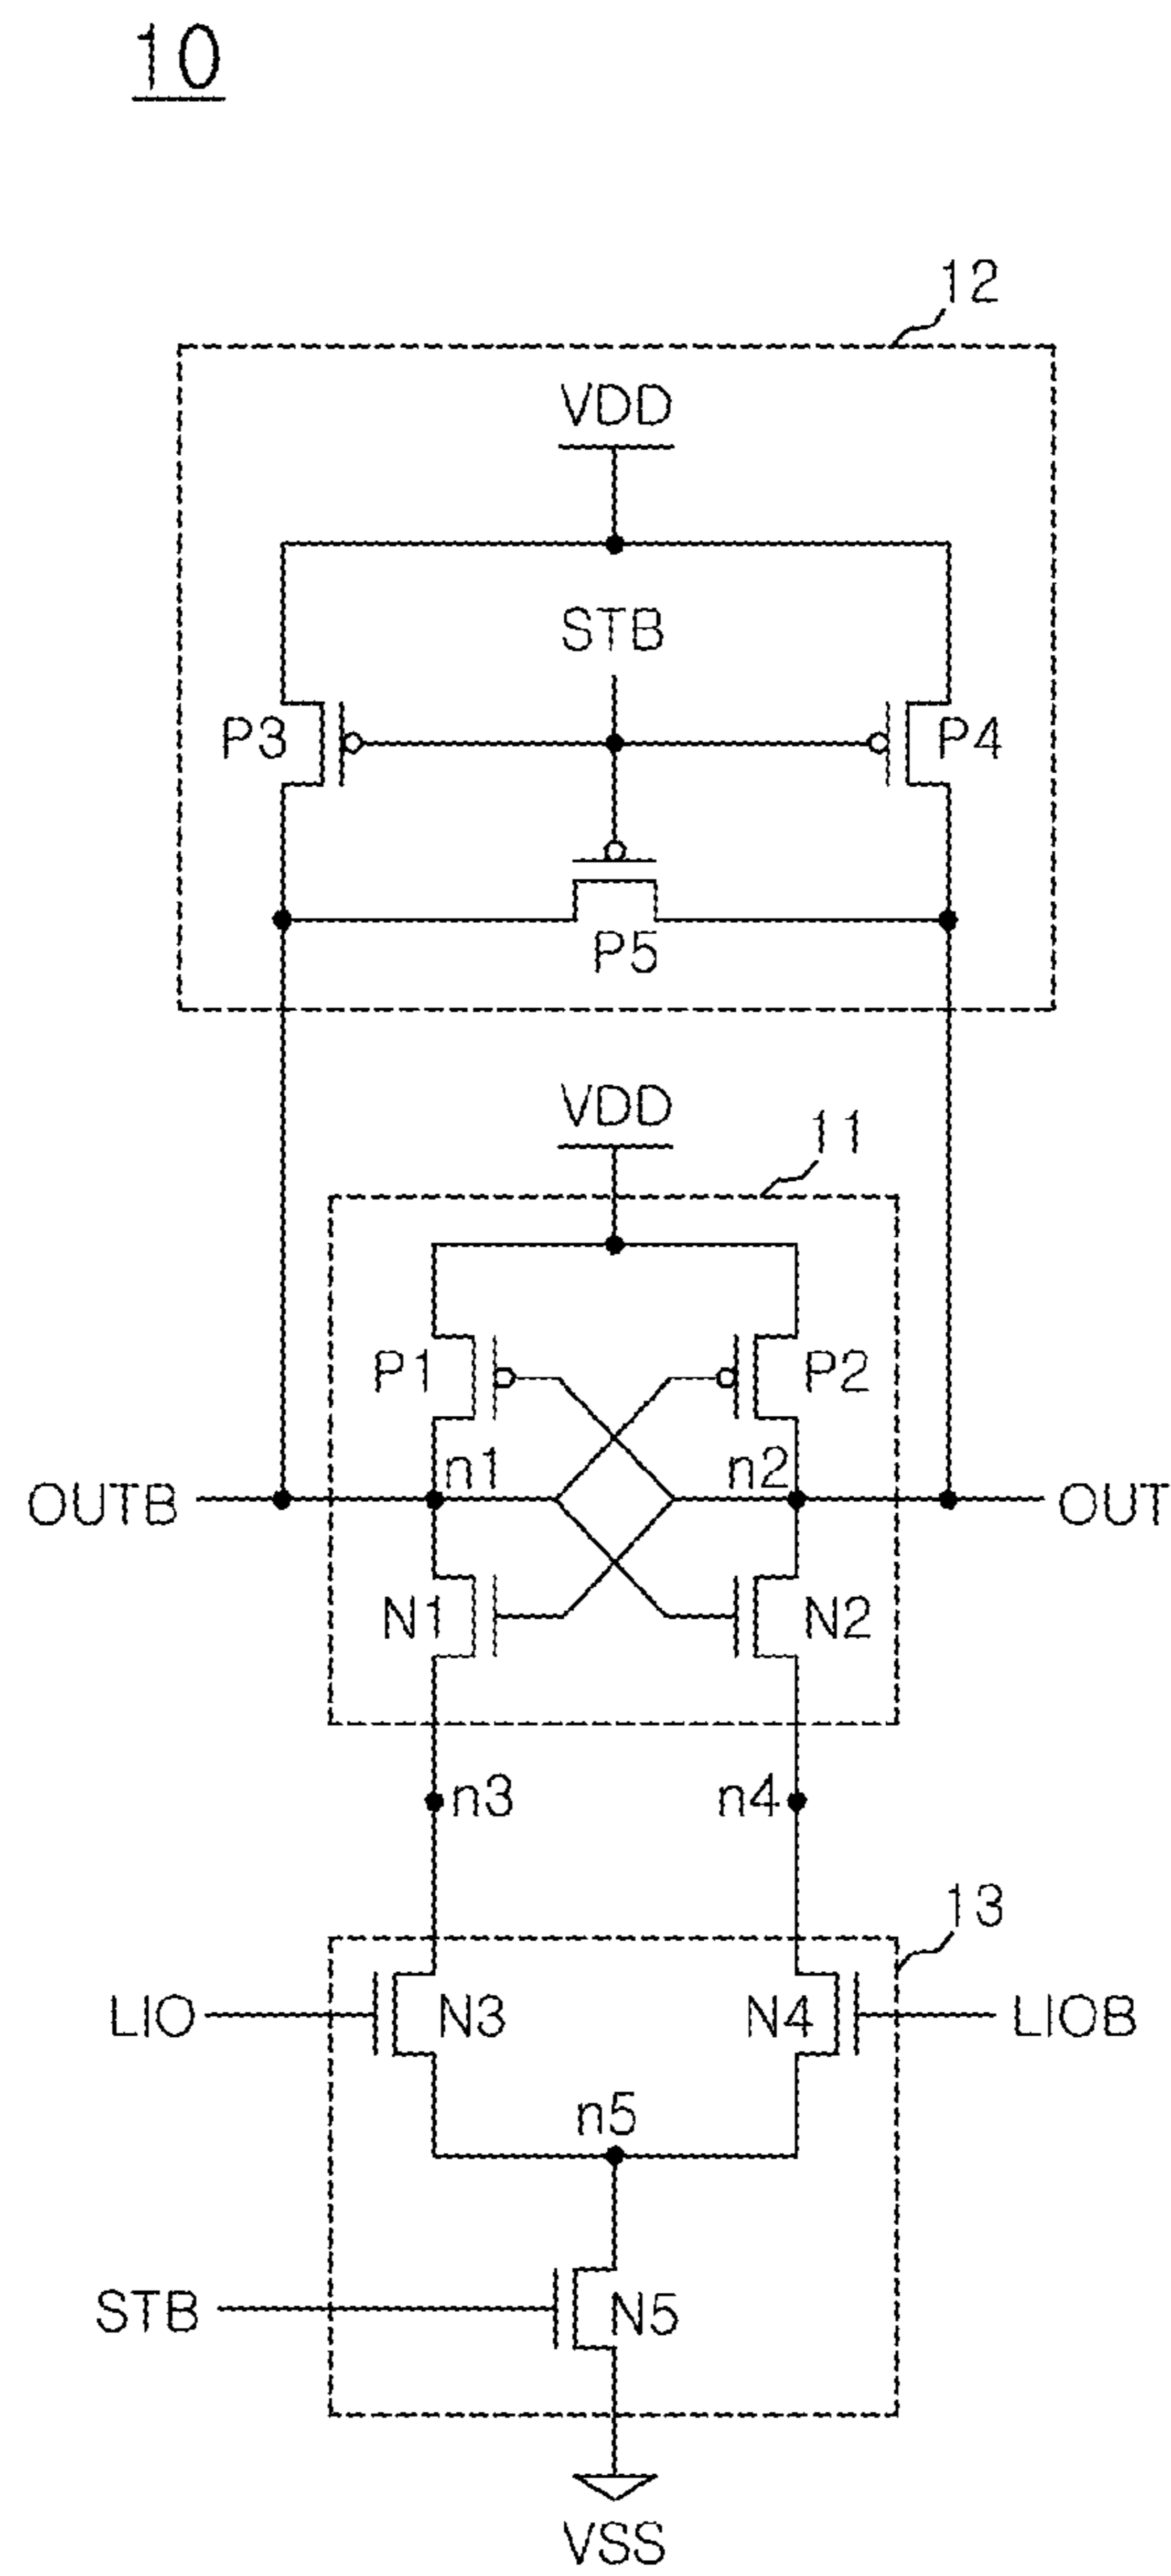 10
12
VDD
STB
P3
P4
P5
VDD
11
P1
P2
n1
n2
OUTB
OUT
N1
N2
n3
n4
13
LIO
N3
N4
LIOB
n5
STB
N5
VSS